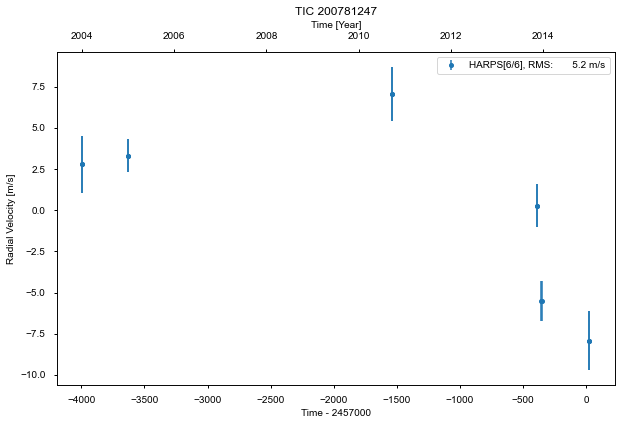 TIC 200781247
Time [Year]
2004 2006 2008 2010 2012 2014
HARPS[6/6], RMS: 5.2 m/s
Radial Velocity [m/s]
7.5
5.0
2.5
0.0
−2.5
−5.0
−7.5
−10.0
−4000 −3500 −3000 −2500 −2000 −1500 −1000 −500 0
Time - 2457000